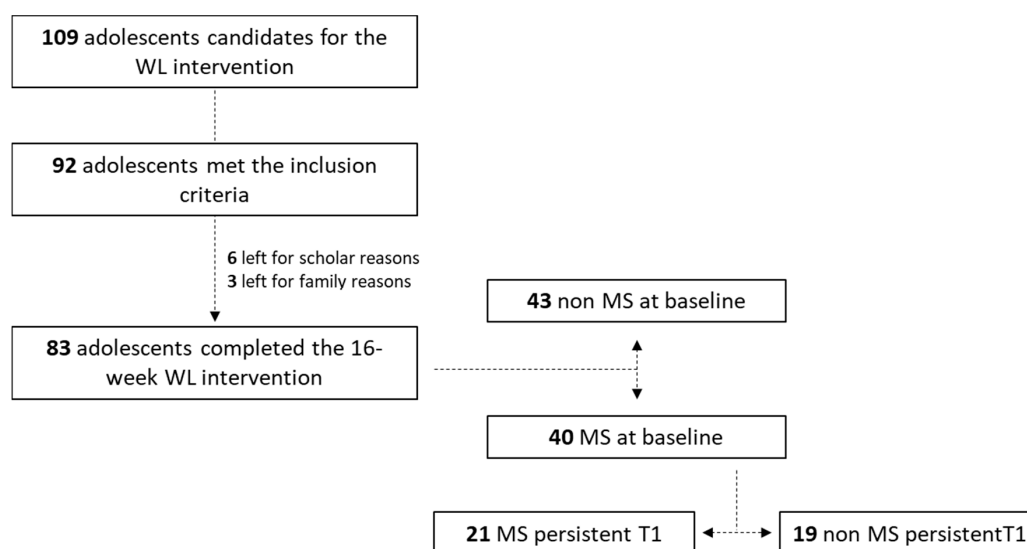 109 adolescents candidates for the
WL intervention
92 adolescents met the inclusion
criteria
6 left for scholar reasons
3 left for family reasons
83 adolescents completed the 16-
week WL intervention
43 non MS at baseline
40 MS at baseline
21 MS persistent T1
19 non MS persistentT1